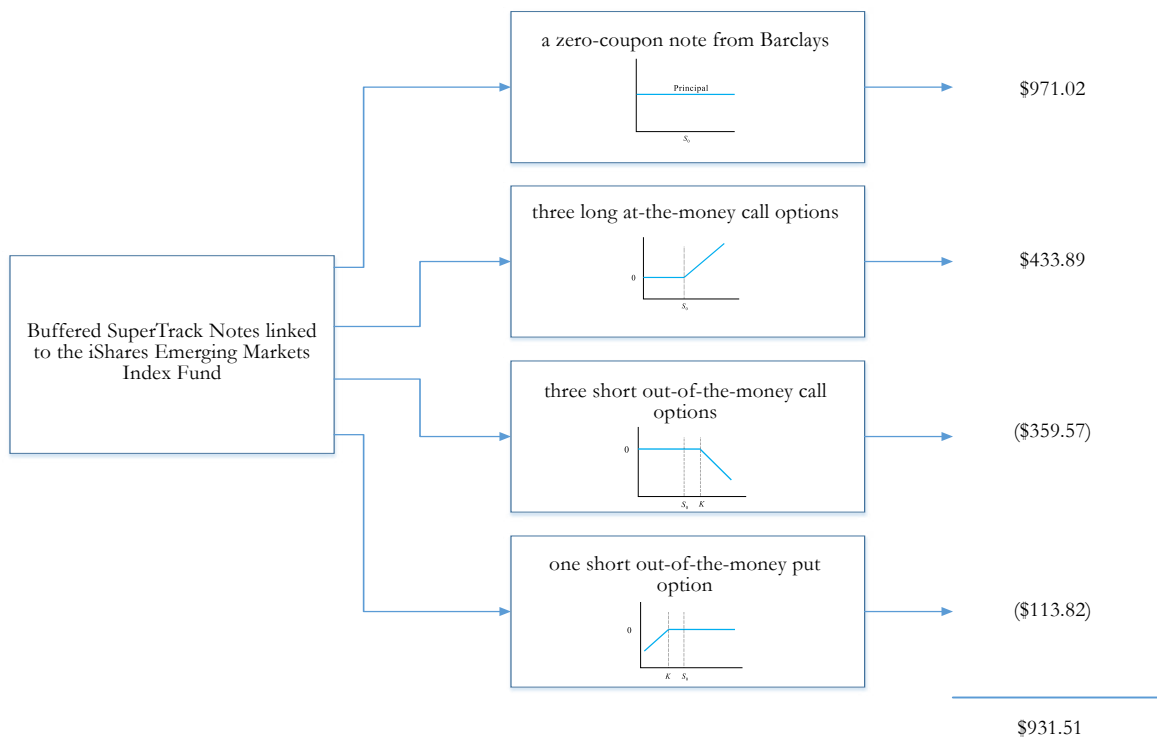 a zero-coupon note from Barclays
Principal
S₀
$971.02
three long at-the-money call options
0
S₀
$433.89
Buffered SuperTrack Notes linked
to the iShares Emerging Markets
Index Fund
three short out-of-the-money call
options
0
S₀ K
($359.57)
one short out-of-the-money put
option
0
K S₀
($113.82)
$931.51